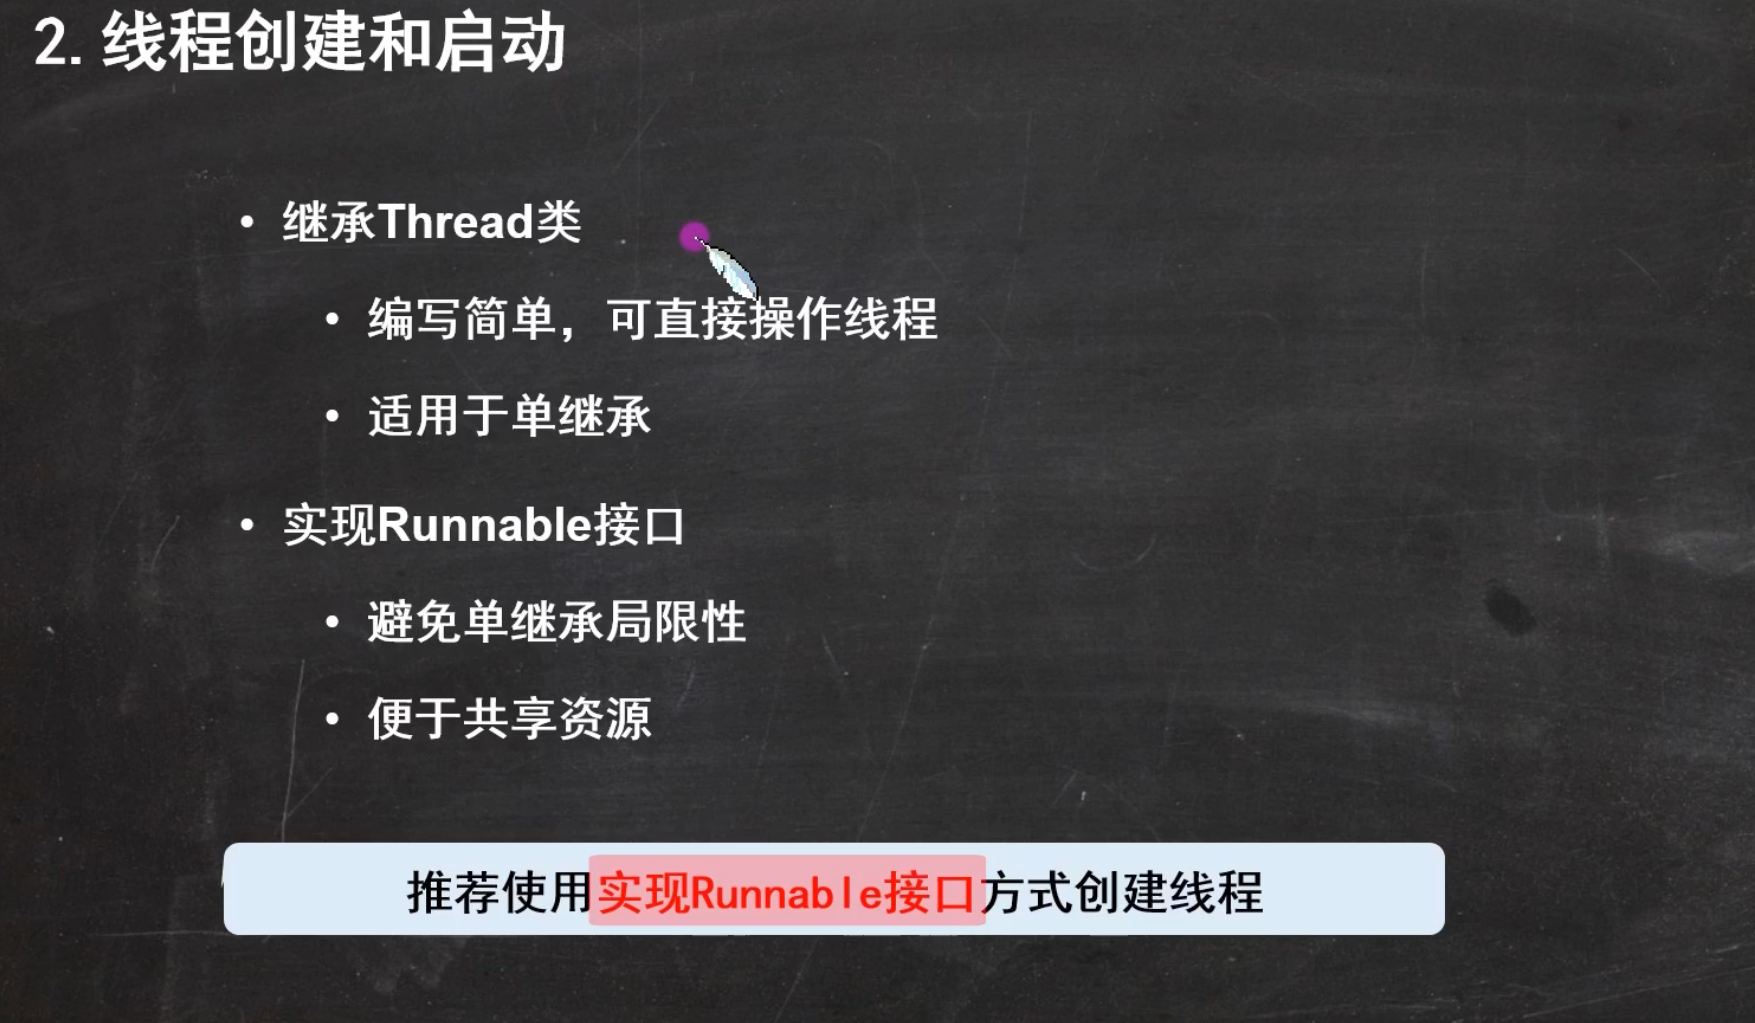 2. 线程创建和启动
• 继承Thread类
• 编写简单，可直接操作线程
• 适用于单继承
• 实现Runnable接口
• 避免单继承局限性
• 便于共享资源
推荐使用实现Runnable接口方式创建线程